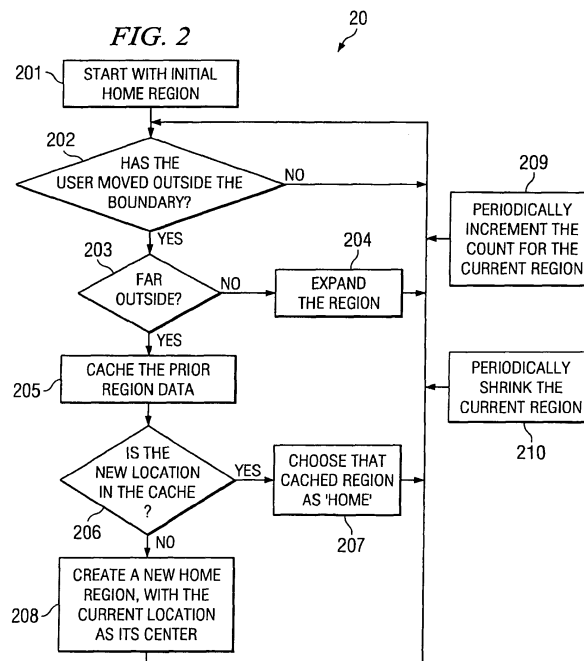 FIG. 2
20
201
START WITH INITIAL
HOME REGION
202
HAS THE
USER MOVED OUTSIDE THE
BOUNDARY?
NO
YES
209
PERIODICALLY
INCREMENT THE
COUNT FOR THE
CURRENT REGION
203
FAR
OUTSIDE?
NO
YES
204
EXPAND
THE REGION
205
CACHE THE PRIOR
REGION DATA
PERIODICALLY
SHRINK THE
CURRENT REGION
210
IS THE
NEW LOCATION
IN THE CACHE
?
206
YES
NO
CHOOSE THAT
CACHED REGION
AS 'HOME'
207
208
CREATE A NEW HOME
REGION, WITH THE
CURRENT LOCATION
AS ITS CENTER